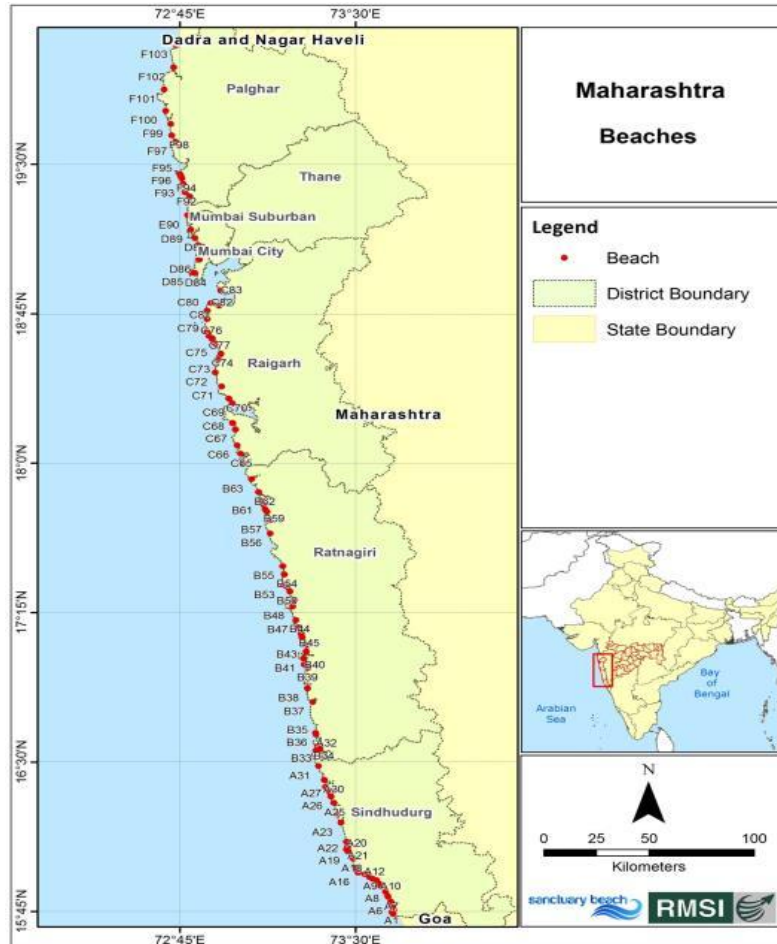 72°45'E 73°30'E
Dadra and Nagar Haveli
F103
F102
Palghar
F101
F100
F99
F98
F97
19°30'N
F95
F96
Thane
F94
F93
F92
Mumbai Suburban
E90
D89
Mumbai City
D86
D85
D84
C83
C80
C82
18°45'N
C79
C76
C77
C75
C74
Raigarh
C73
C72
C71
C70
Maharashtra
C69
C68
C67
C66
C65
18°0'N
B63
B62
B61
B59
B57
B56
Ratnagiri
B55
B54
B53
17°15'N
B48
B47
B44
B45
B43
B41
B40
B39
B38
B37
B35
B36
A32
B33
B34
16°30'N
A31
A30
A27
A26
A25
Sindhudurg
A23
A20
A22
A21
A19
A18
A12
A16
A9
A10
A8
A6
A1
Goa
15°45'N
72°45'E 73°30'E
Maharashtra
Beaches
Legend
Beach
District Boundary
State Boundary
Arabian
Sea
Bay
of
Bengal
N
0 25 50 100
Kilometers
sanctuary beach
RMSI